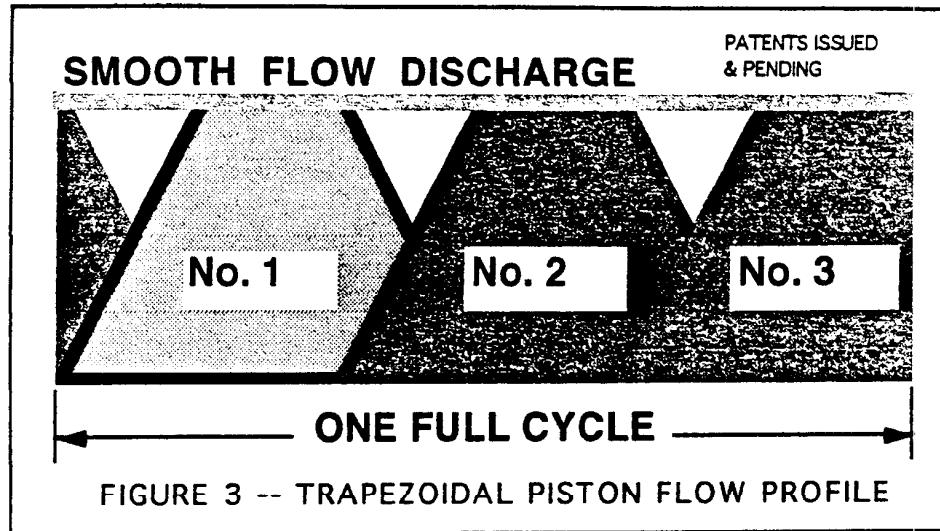 PATENTS ISSUED
& PENDING
SMOOTH FLOW DISCHARGE
No. 1
No. 2
No. 3
ONE FULL CYCLE
FIGURE 3 -- TRAPEZOIDAL PISTON FLOW PROFILE